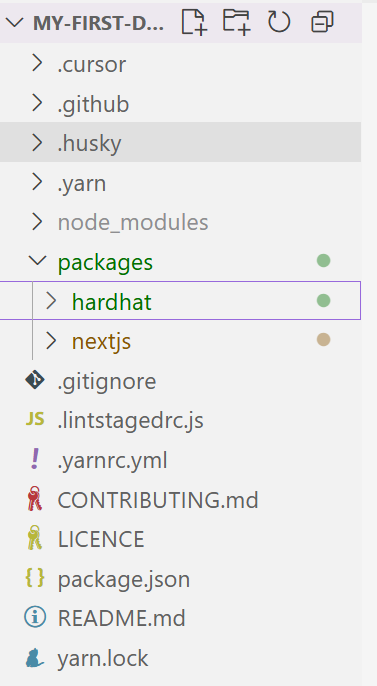 MY-FIRST-D...
.cursor
.github
.husky
.yarn
node_modules
packages
hardhat
nextjs
.gitignore
JS .lintstagedrc.js
! .yarnrc.yml
CONTRIBUTING.md
LICENCE
{ } package.json
README.md
yarn.lock